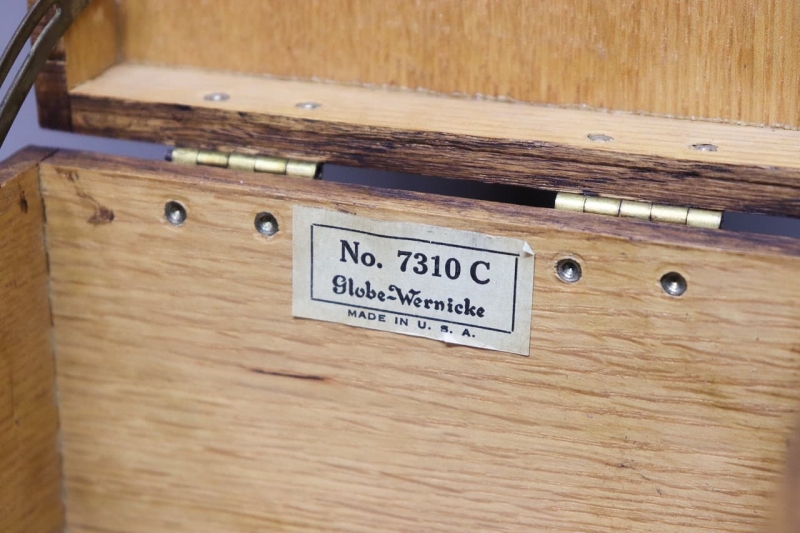 No. 7310 C
Globe-Wernicke
MADE IN U. S. A.